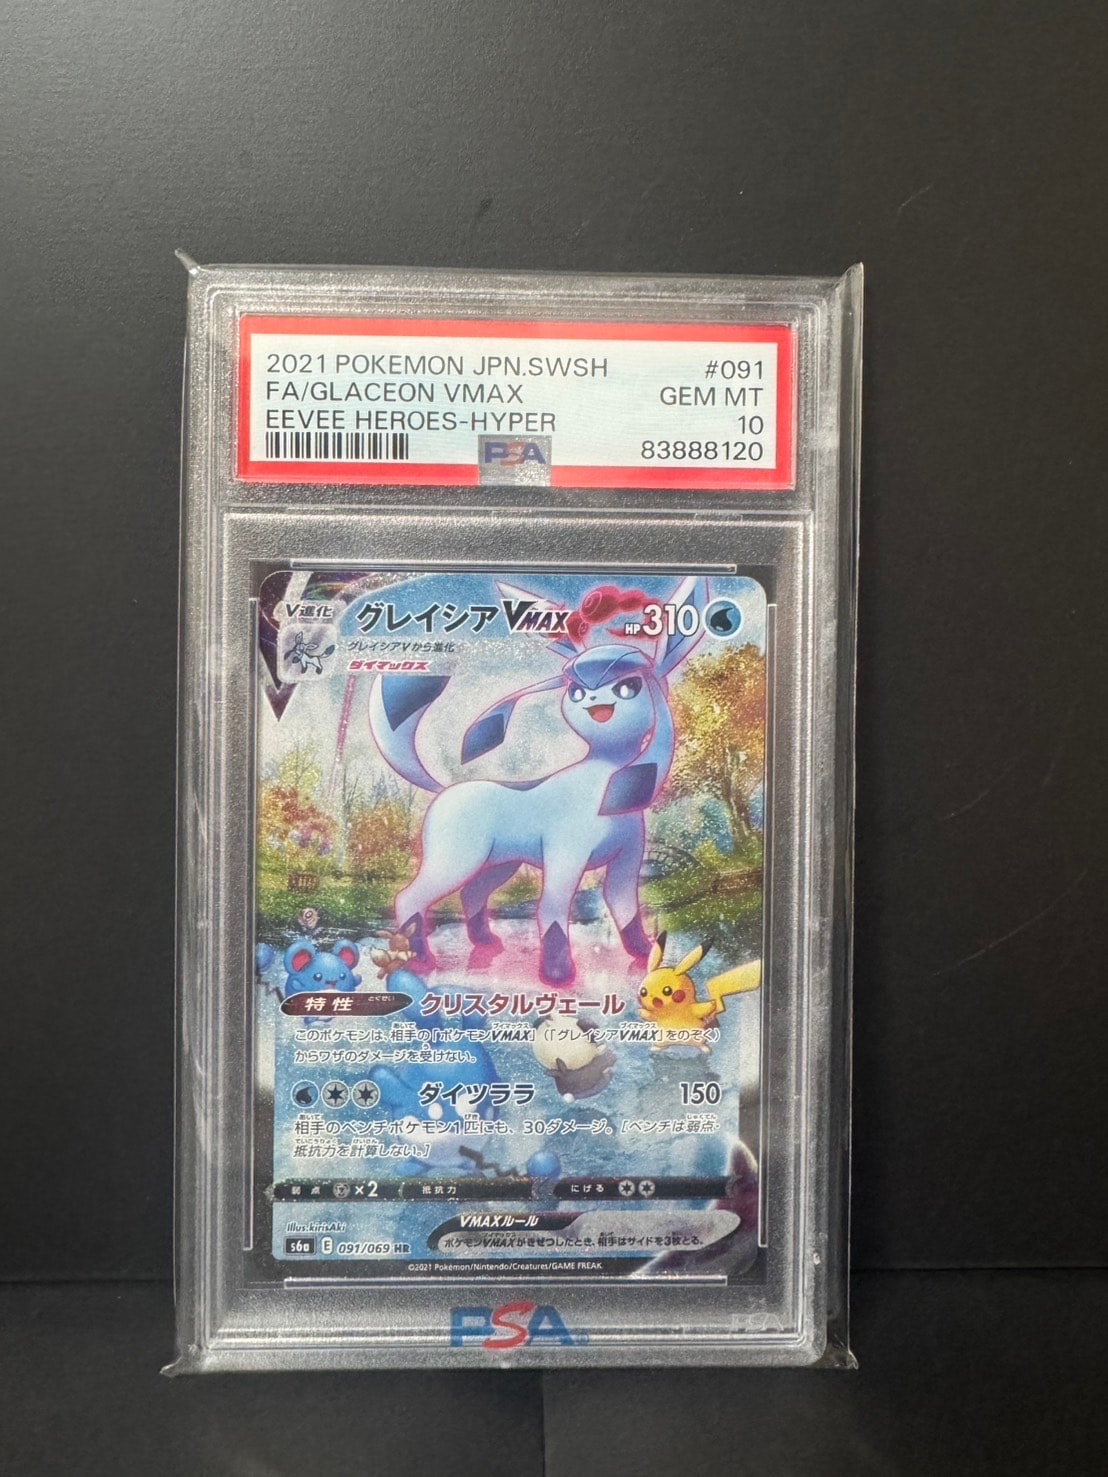 2021 POKEMON JPN.SWSH #091
FA/GLACEON VMAX GEM MT
EEVEE HEROES-HYPER 10
83888120
PSA
V進化 グレイシアVMAX HP310
グレイシアVから進化
ダイマックス
特性 とくせい クリスタルヴェール
このポケモンは、相手の「ポケモンVMAX」(「グレイシアVMAX」をのぞく)
からワザのダメージを受けない。
ダイツララ 150
相手のベンチポケモン1匹にも、30ダメージ。[ベンチは弱点・
抵抗力を計算しない。]
弱点 ×2 抵抗力 にげる
Illus.kirisAki
VMAXルール
ポケモンVMAXがきぜつしたとき、相手はサイドを3枚とる。
s6a E 091/069 HR
©2021 Pokémon/Nintendo/Creatures/GAME FREAK
PSA
PSA